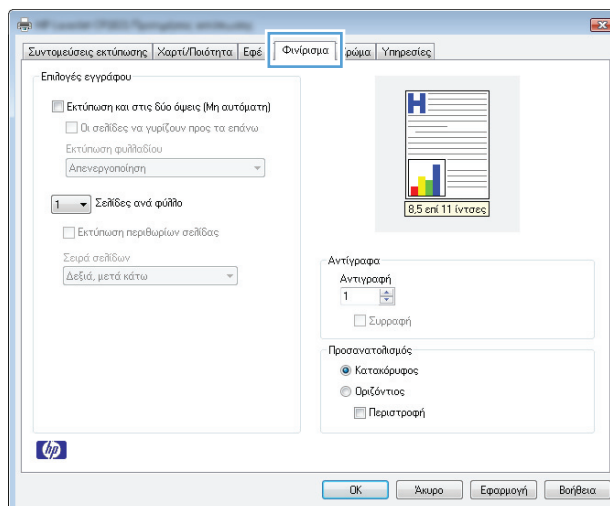 Συντομεύσεις εκτύπωσης Χαρτί/Ποιότητα Εφέ Φινίρισμα ρώμα Υπηρεσίες
Επιλογές εγγράφου
Εκτύπωση και στις δύο όψεις (Μη αυτόματη)
Οι σελίδες να γυρίζουν προς τα επάνω
Εκτύπωση φυλλαδίου
Απενεργοποίηση
1 Σελίδες ανά φύλλο
Εκτύπωση περιθωρίων σελίδας
Σειρά σελίδων
Δεξιά, μετά κάτω
H
8,5 επί 11 ίντσες
Αντίγραφα
Αντιγραφή
1
Συρραφή
Προσανατολισμός
Κατακόρυφος
Οριζόντιος
Περιστροφή
hp
OK Άκυρο Εφαρμογή Βοήθεια